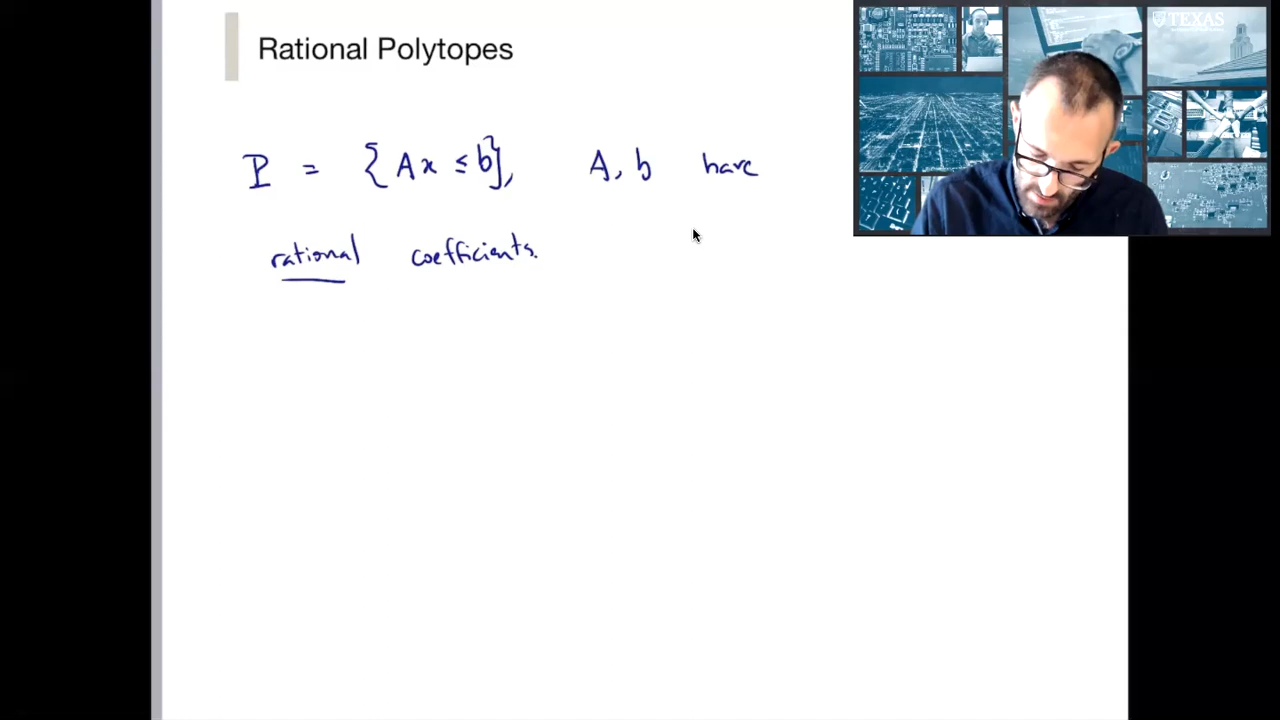 Rational Polytopes
TEXAS
P = {Ax ≤ b}, A, b have
rational coefficients.